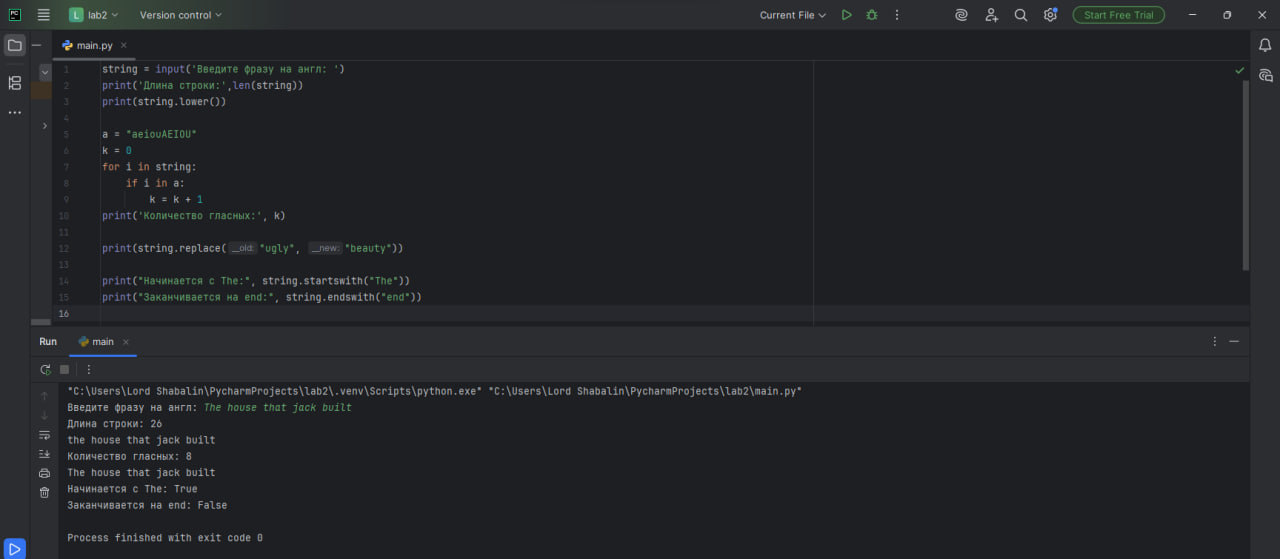 PC L lab2 Version control Current File Start Free Trial
main.py
1 string = input('Введите фразу на англ: ')
2 print('Длина строки:',len(string))
3 print(string.lower())
4
5 a = "aeiouAEIOU"
6 k = 0
7 for i in string:
8 if i in a:
9 k = k + 1
10 print('Количество гласных:', k)
11
12 print(string.replace( __old: "ugly", __new: "beauty"))
13
14 print("Начинается с The:", string.startswith("The"))
15 print("Заканчивается на end:", string.endswith("end"))
16
Run main
"C:\Users\Lord Shabalin\PycharmProjects\lab2\.venv\Scripts\python.exe" "C:\Users\Lord Shabalin\PycharmProjects\lab2\main.py"
Введите фразу на англ: The house that jack built
Длина строки: 26
the house that jack built
Количество гласных: 8
The house that jack built
Начинается с The: True
Заканчивается на end: False
Process finished with exit code 0